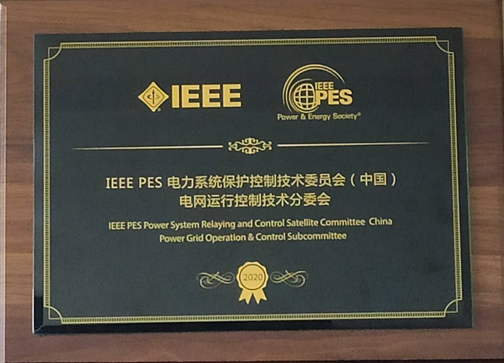 IEEE
IEEE
PES
Power & Energy Society®
IEEE PES 电力系统保护控制技术委员会（中国）
电网运行控制技术分委会
IEEE PES Power System Relaying and Control Satellite Committee China
Power Grid Operation & Control Subcommittee
2020